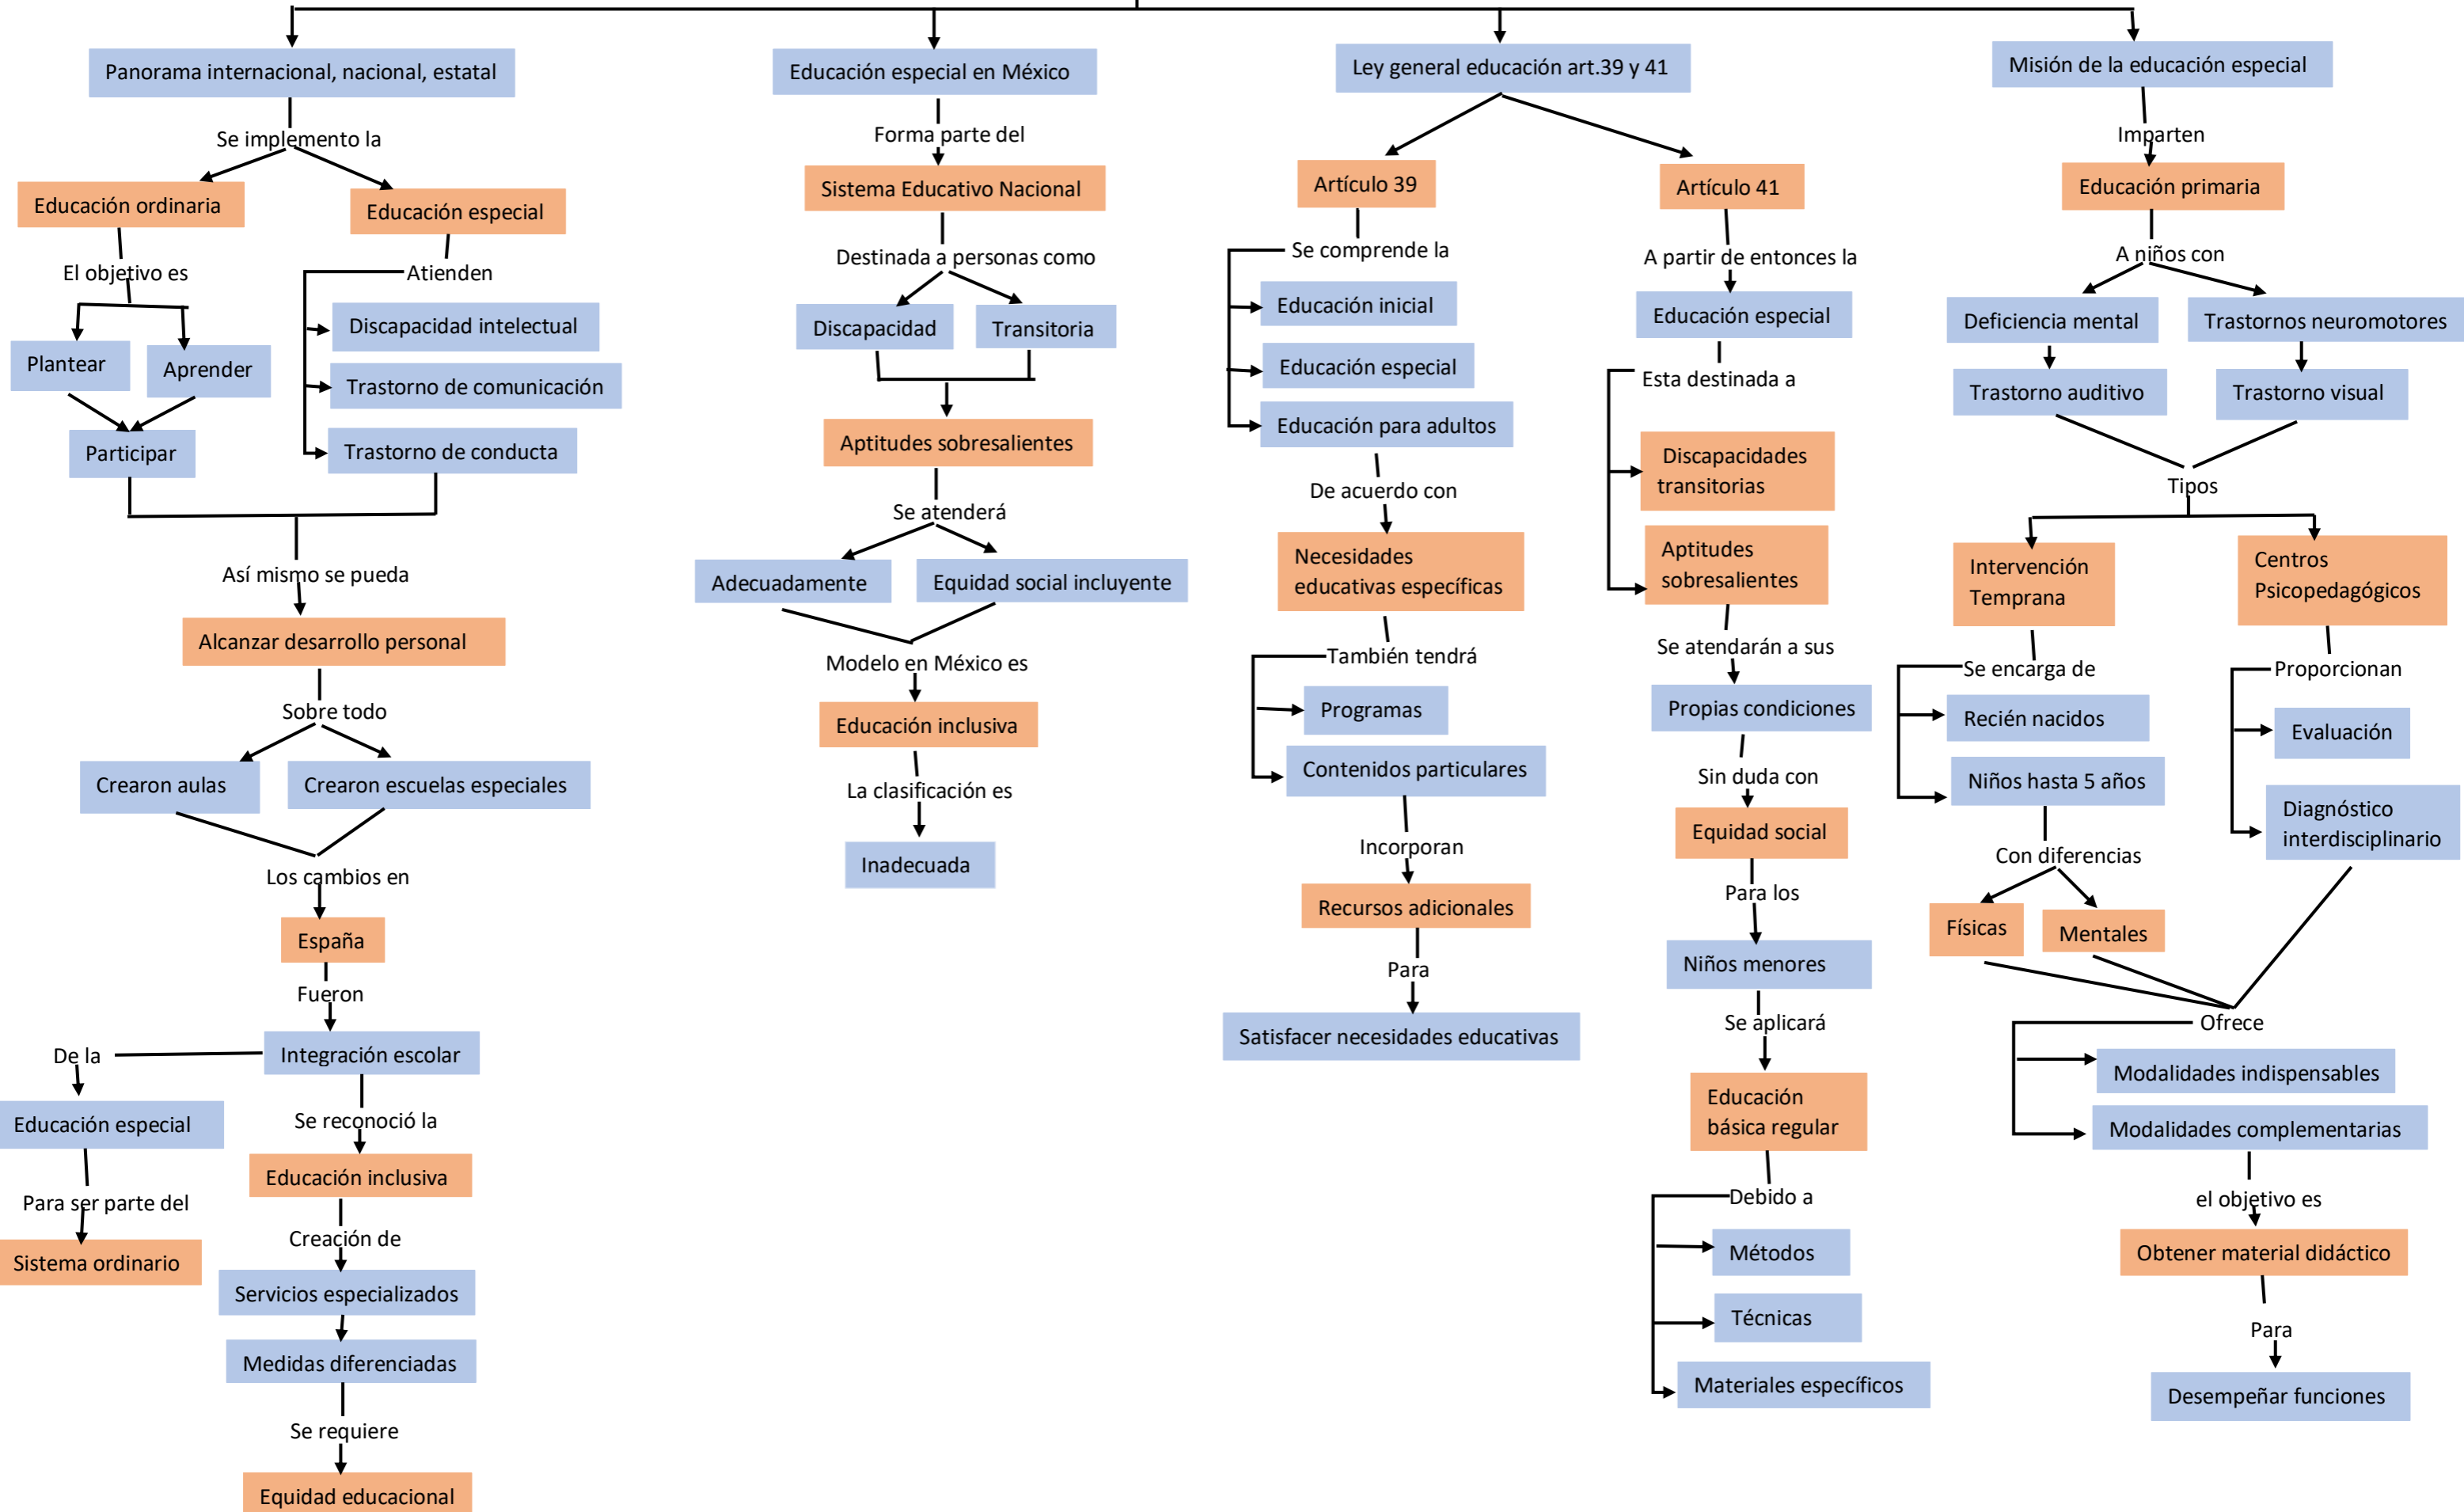 Panorama internacional, nacional, estatal
Se implemento la
Educación ordinaria
Educación especial
El objetivo es
Atienden
Plantear
Aprender
Participar
Discapacidad intelectual
Trastorno de comunicación
Trastorno de conducta
Así mismo se pueda
Alcanzar desarrollo personal
Sobre todo
Crearon aulas
Crearon escuelas especiales
Los cambios en
España
Fueron
Integración escolar
De la
Educación especial
Para ser parte del
Sistema ordinario
Se reconoció la
Educación inclusiva
Creación de
Servicios especializados
Medidas diferenciadas
Se requiere
Equidad educacional
Educación especial en México
Forma parte del
Sistema Educativo Nacional
Destinada a personas como
Discapacidad
Transitoria
Aptitudes sobresalientes
Se atenderá
Adecuadamente
Equidad social incluyente
Modelo en México es
Educación inclusiva
La clasificación es
Inadecuada
Ley general educación art.39 y 41
Artículo 39
Se comprende la
Educación inicial
Educación especial
Educación para adultos
De acuerdo con
Necesidades
educativas específicas
También tendrá
Programas
Contenidos particulares
Incorporan
Recursos adicionales
Para
Satisfacer necesidades educativas
Artículo 41
A partir de entonces la
Educación especial
Esta destinada a
Discapacidades
transitorias
Aptitudes
sobresalientes
Se atendarán a sus
Propias condiciones
Sin duda con
Equidad social
Para los
Niños menores
Se aplicará
Educación
básica regular
Debido a
Métodos
Técnicas
Materiales específicos
Misión de la educación especial
Imparten
Educación primaria
A niños con
Deficiencia mental
Trastornos neuromotores
Trastorno auditivo
Trastorno visual
Tipos
Intervención
Temprana
Se encarga de
Recién nacidos
Niños hasta 5 años
Con diferencias
Físicas
Mentales
Centros
Psicopedagógicos
Proporcionan
Evaluación
Diagnóstico
interdisciplinario
Ofrece
Modalidades indispensables
Modalidades complementarias
el objetivo es
Obtener material didáctico
Para
Desempeñar funciones